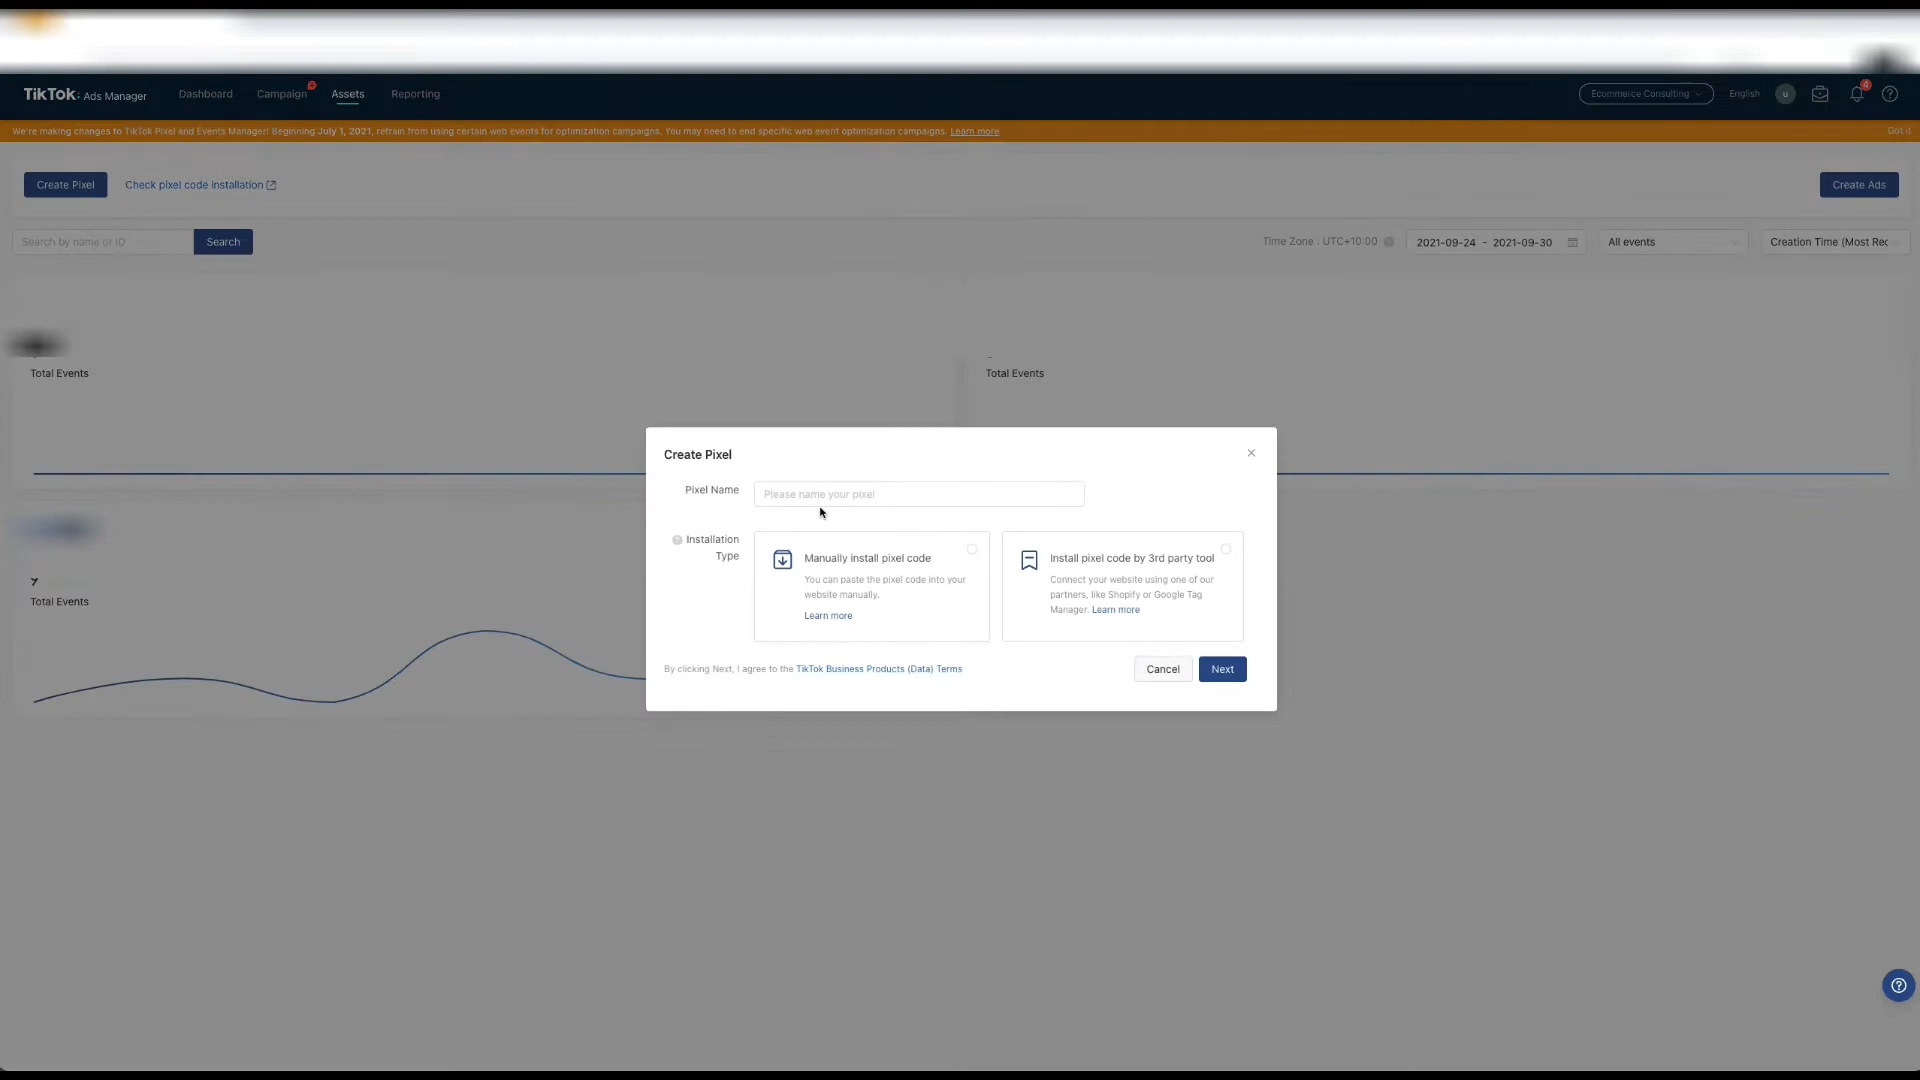 TikTok: Ads Manager
Dashboard
Campaign
Assets
Reporting
Ecommerce Consulting
English
u
4
We're making changes to TikTok Pixel and Events Manager! Beginning July 1, 2021, refrain from using certain web events for optimization campaigns. You may need to end specific web event optimization campaigns. Learn more
Got it
Create Pixel
Check pixel code installation
Create Ads
Search by name or ID
Search
Time Zone : UTC+10:00
2021-09-24 - 2021-09-30
All events
Creation Time (Most Rec
Total Events
Total Events
Create Pixel
Pixel Name
Please name your pixel
Installation
Type
Manually install pixel code
You can paste the pixel code into your
website manually.
Learn more
Install pixel code by 3rd party tool
Connect your website using one of our
partners, like Shopify or Google Tag
Manager. Learn more
By clicking Next, I agree to the TikTok Business Products (Data) Terms
Cancel
Next
Total Events